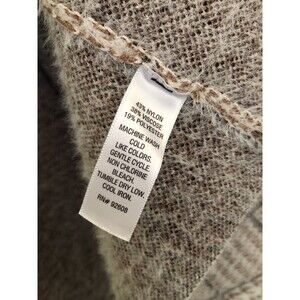 43% NYLON
38% VISCOSE
19% POLYESTER
MACHINE WASH
COLD
LIKE COLORS.
GENTLE CYCLE.
NON CHLORINE
BLEACH.
TUMBLE DRY LOW.
COOL IRON.
RN# 92608